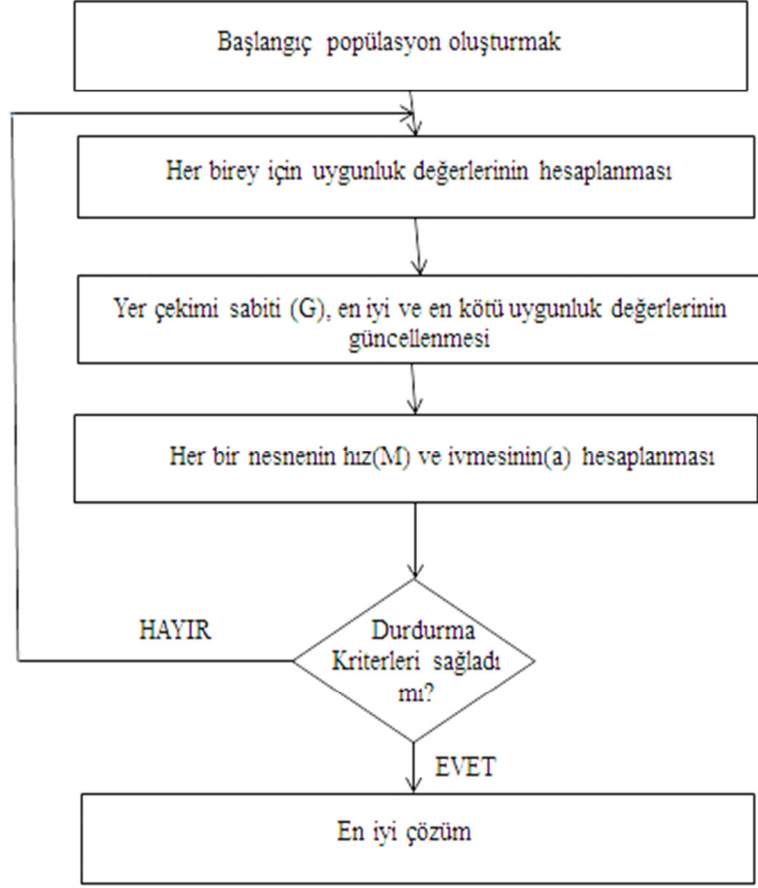 Başlangıç popülasyon oluşturmak
Her birey için uygunluk değerlerinin hesaplanması
Yer çekimi sabiti (G), en iyi ve en kötü uygunluk değerlerinin
güncellenmesi
Her bir nesnenin hız(M) ve ivmesinin(a) hesaplanması
HAYIR
Durdurma
Kriterleri sağladı
mı?
EVET
En iyi çözüm